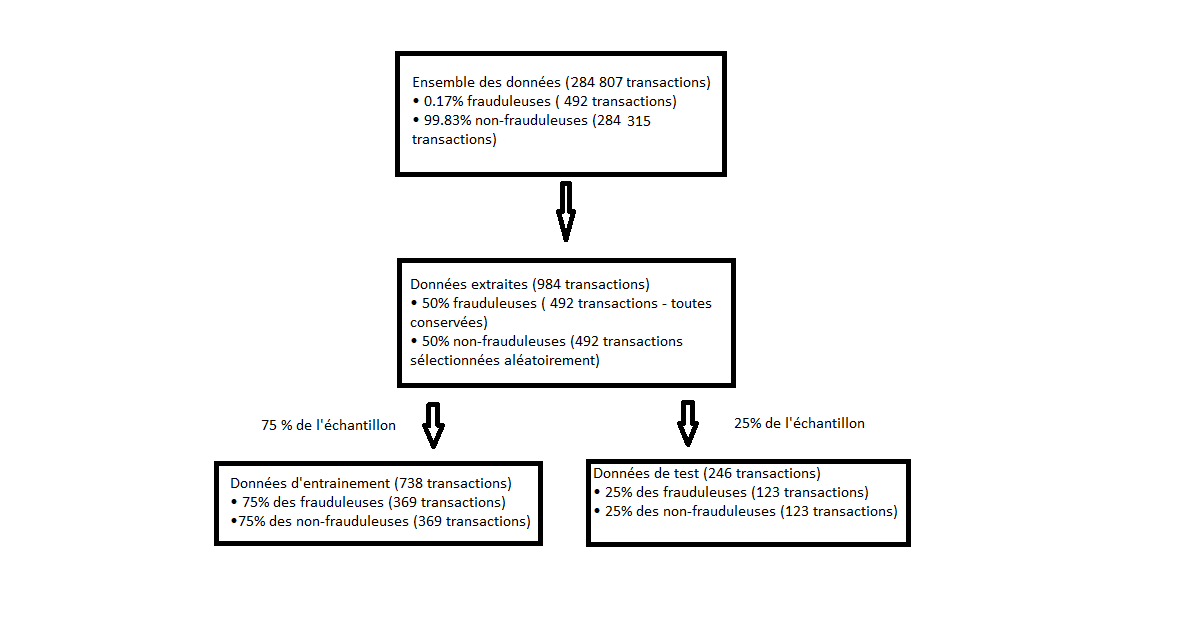 Ensemble des données (284 807 transactions)
• 0.17% frauduleuses ( 492 transactions)
• 99.83% non-frauduleuses (284 315
transactions)
Données extraites (984 transactions)
• 50% frauduleuses ( 492 transactions - toutes
conservées)
• 50% non-frauduleuses (492 transactions
sélectionnées aléatoirement)
75 % de l'échantillon
25% de l'échantillon
Données d'entrainement (738 transactions)
• 75% des frauduleuses (369 transactions)
•75% des non-frauduleuses (369 transactions)
Données de test (246 transactions)
• 25% des frauduleuses (123 transactions)
• 25% des non-frauduleuses (123 transactions)